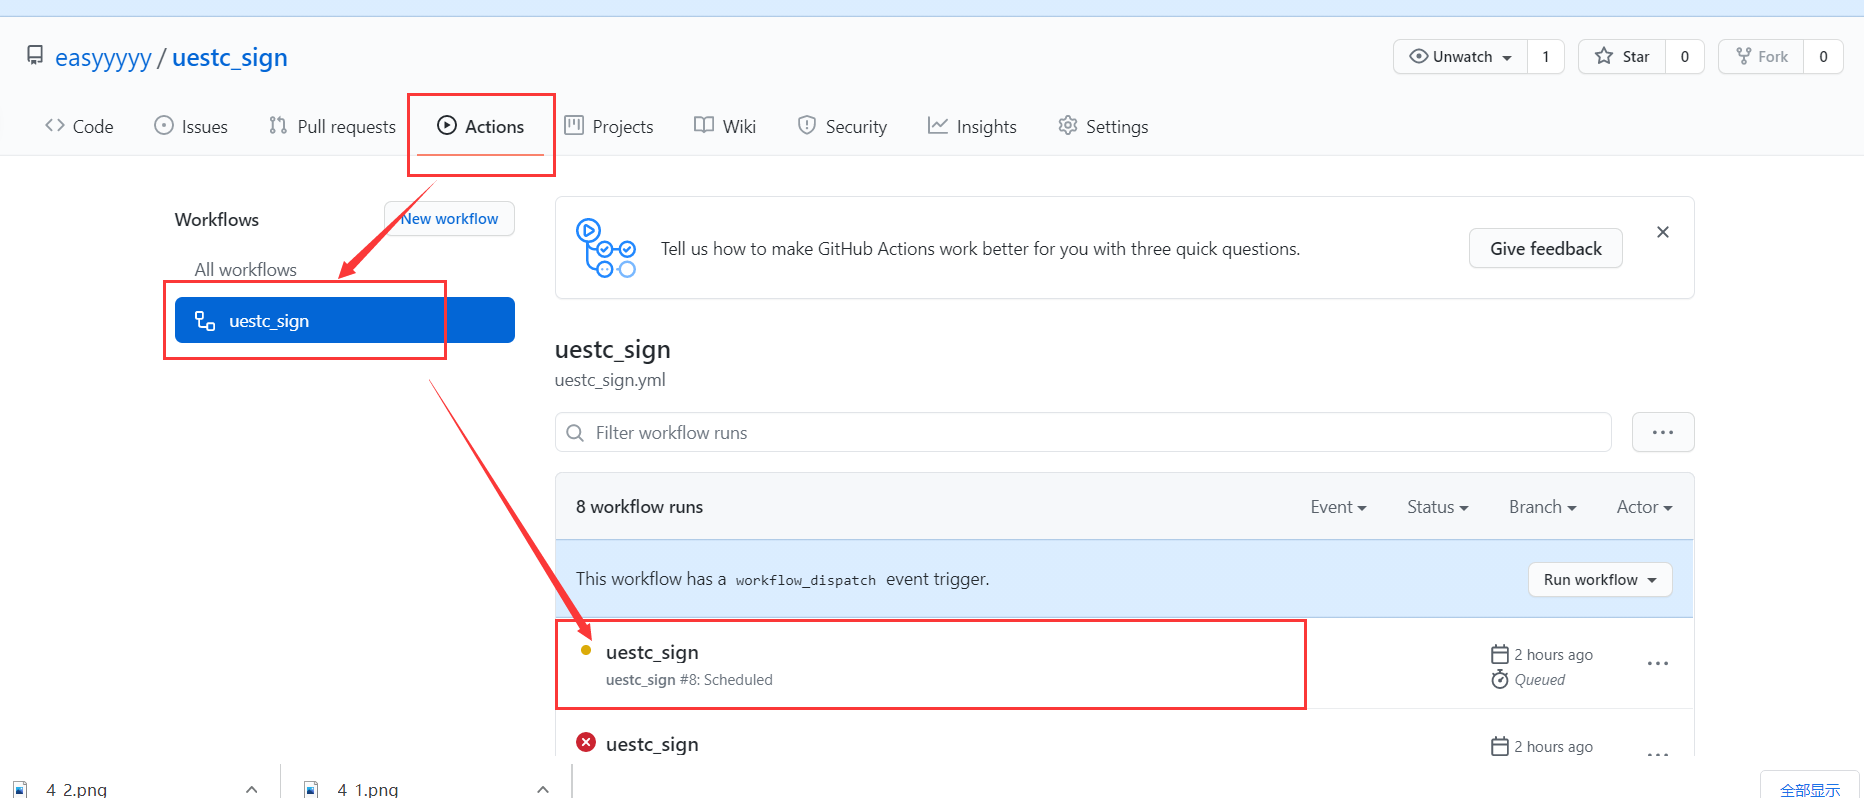 easyyyyy / uestc_sign
Unwatch 1 Star 0 Fork 0
Code Issues Pull requests Actions Projects Wiki Security Insights Settings
Workflows
New workflow
All workflows
uestc_sign
Tell us how to make GitHub Actions work better for you with three quick questions.
Give feedback
uestc_sign
uestc_sign.yml
Filter workflow runs
8 workflow runs
Event Status Branch Actor
This workflow has a workflow_dispatch event trigger.
Run workflow
uestc_sign
2 hours ago
uestc_sign #8: Scheduled
Queued
uestc_sign
2 hours ago
4_2.png
4_1.png
全部显示